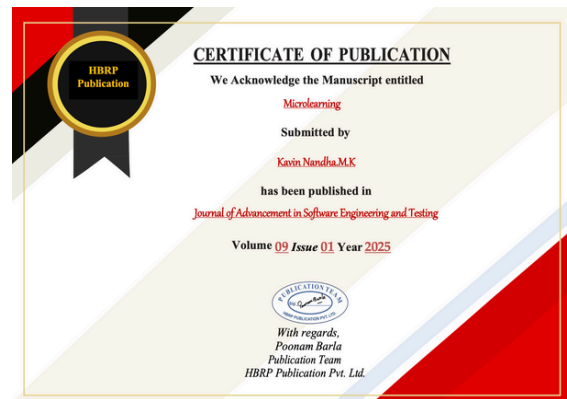 HBRP
Publication
CERTIFICATE OF PUBLICATION
We Acknowledge the Manuscript entitled
Microlearning
Submitted by
Kavin Nandha.M.K
has been published in
Journal of Advancement in Software Engineering and Testing
Volume 09 Issue 01 Year 2025
PUBLICATION TEAM
HBRP PUBLICATION PVT. LTD.
With regards,
Poonam Barla
Publication Team
HBRP Publication Pvt. Ltd.